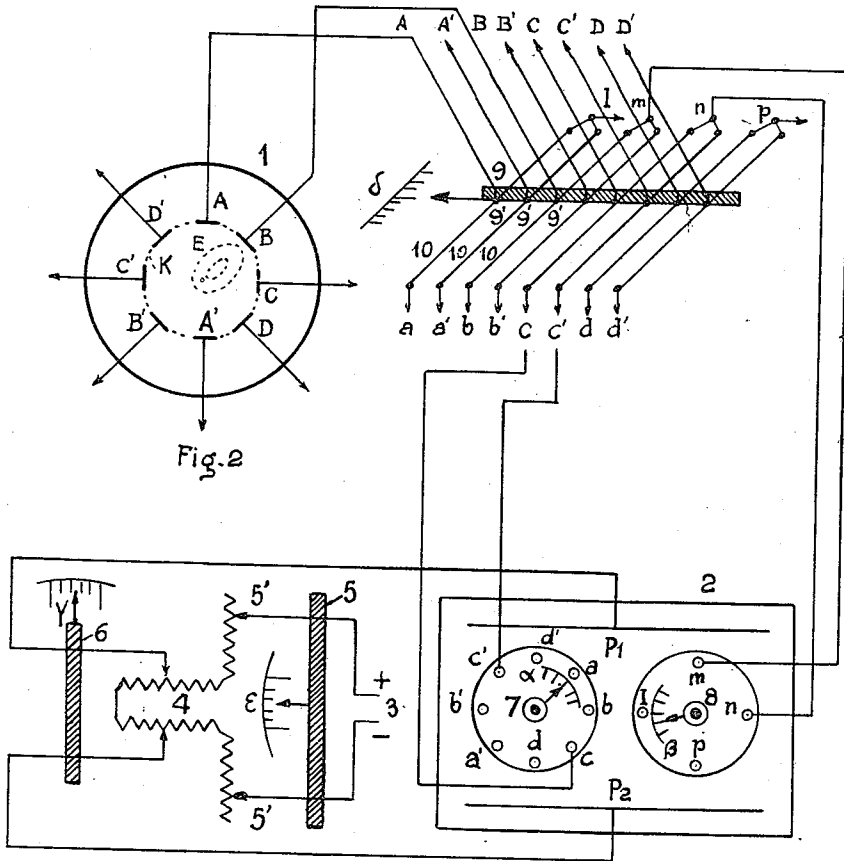 A A' B B' C C' D D'
I m n p
1
9
δ
9' 9' 9'
10 10 10
a a' b b' c c' d d'
A
B
C
D
A'
B'
C'
D'
E
K
Fig.2
2
P1
P2
d'
a
b
c
d
a'
b'
c'
α
7
m
n
p
I
8
β
γ
6
5'
5
4
ε
+
3
-
5'